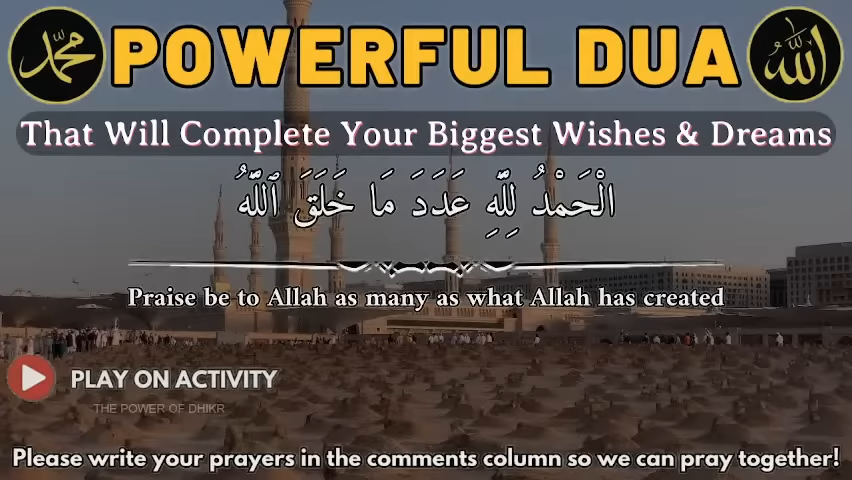 محمد
POWERFUL DUA
الله
That Will Complete Your Biggest Wishes & Dreams
الْحَمْدُ لِلّٰهِ عَدَدَ مَا خَلَقَ ٱللّٰهُ
Praise be to Allah as many as what Allah has created
PLAY ON ACTIVITY
THE POWER OF DHIKR
Please write your prayers in the comments column so we can pray together!